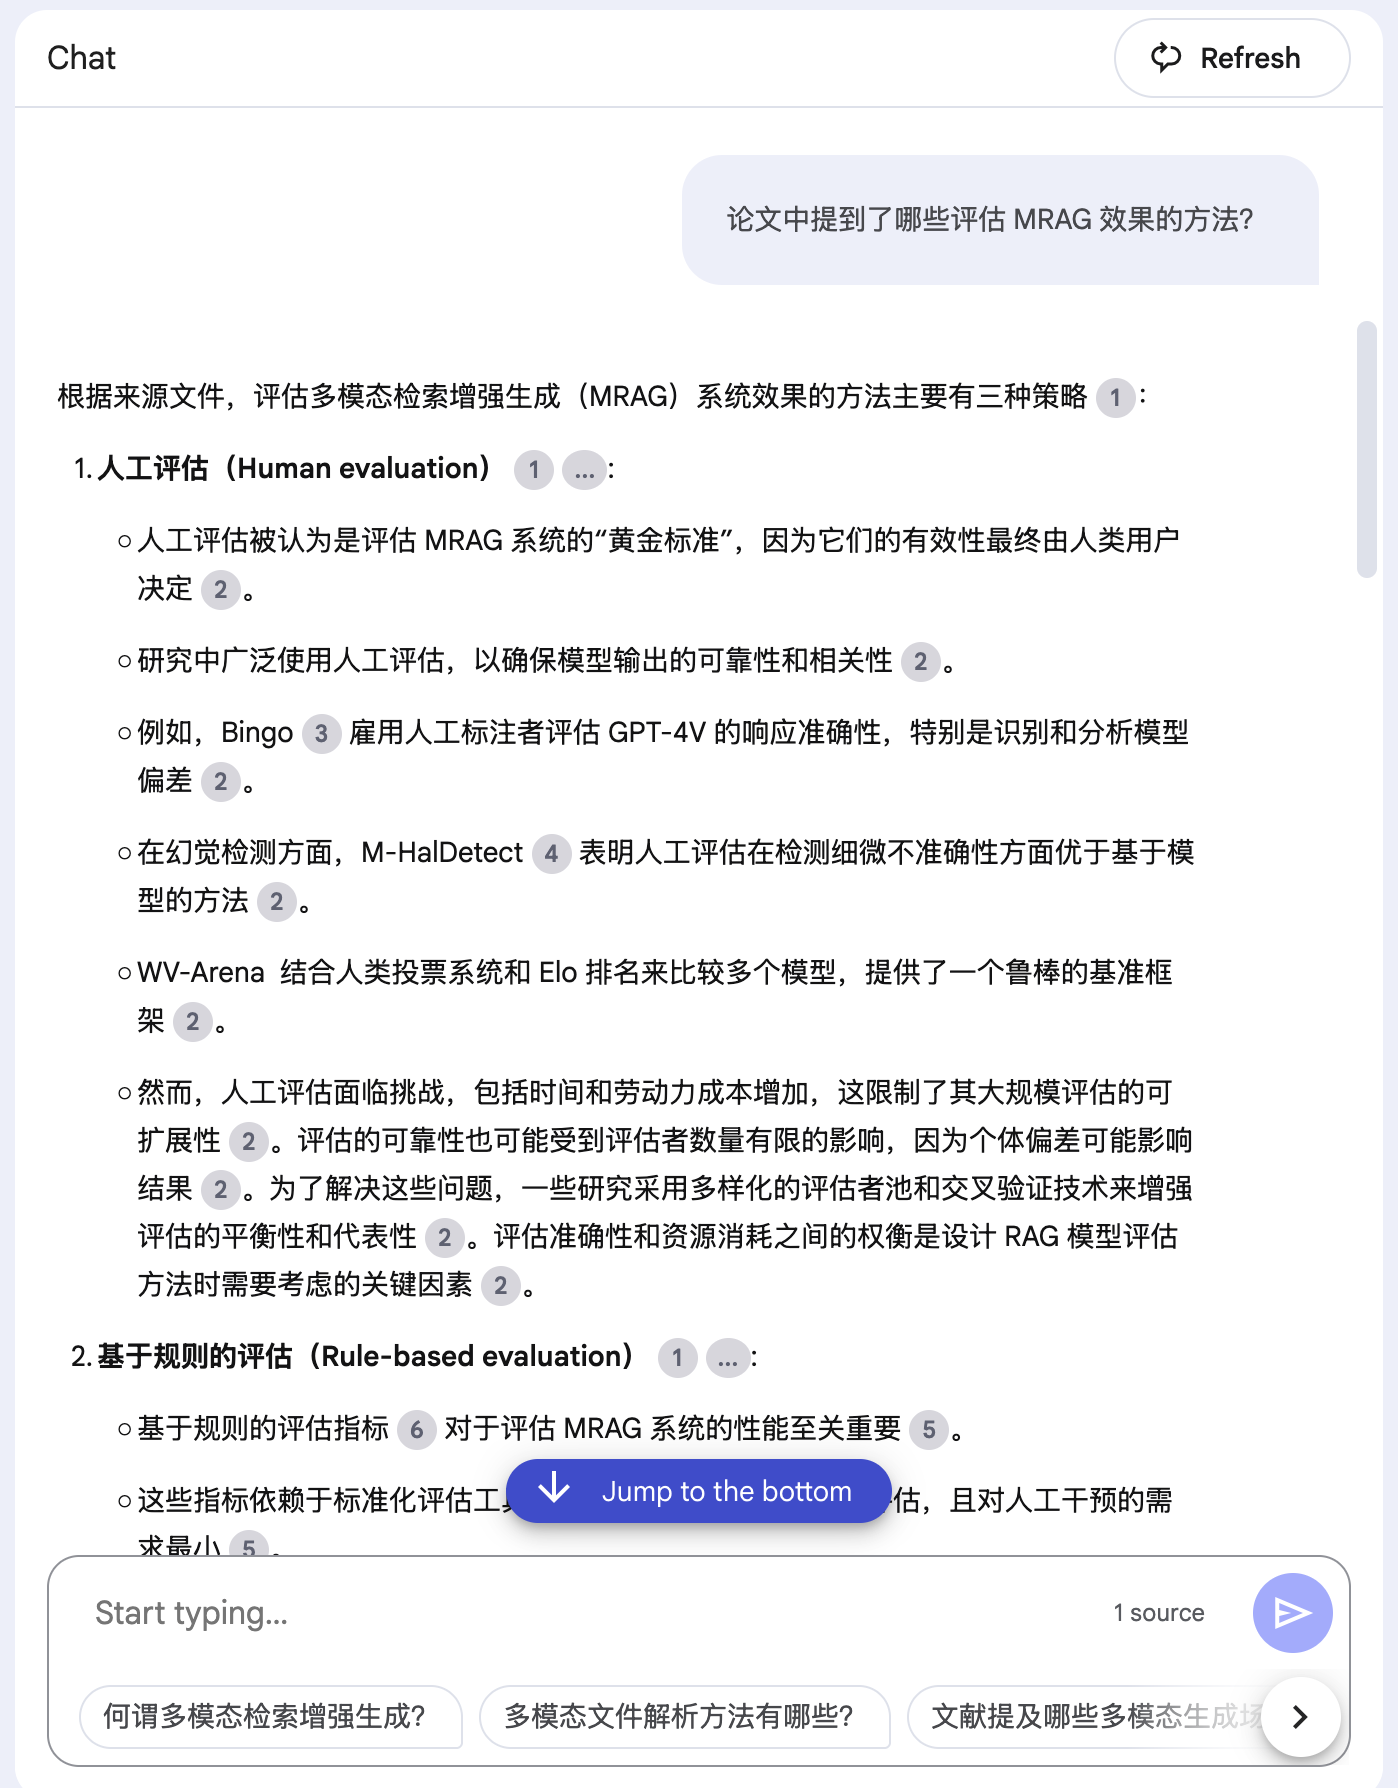 Chat
Refresh
论文中提到了哪些评估 MRAG 效果的方法?
根据来源文件，评估多模态检索增强生成（MRAG）系统效果的方法主要有三种策略 1：
1. 人工评估（Human evaluation） 1 ...:
○ 人工评估被认为是评估 MRAG 系统的“黄金标准”，因为它们的有效性最终由人类用户
决定 2 。
○ 研究中广泛使用人工评估，以确保模型输出的可靠性和相关性 2 。
○ 例如，Bingo 3 雇用人工标注者评估 GPT-4V 的响应准确性，特别是识别和分析模型
偏差 2 。
○ 在幻觉检测方面，M-HalDetect 4 表明人工评估在检测细微不准确性方面优于基于模
型的方法 2 。
○ WV-Arena 结合人类投票系统和 Elo 排名来比较多个模型，提供了一个鲁棒的基准框
架 2 。
○ 然而，人工评估面临挑战，包括时间和劳动力成本增加，这限制了其大规模评估的可
扩展性 2 。评估的可靠性也可能受到评估者数量有限的影响，因为个体偏差可能影响
结果 2 。为了解决这些问题，一些研究采用多样化的评估者池和交叉验证技术来增强
评估的平衡性和代表性 2 。评估准确性和资源消耗之间的权衡是设计 RAG 模型评估
方法时需要考虑的关键因素 2 。
2. 基于规则的评估（Rule-based evaluation） 1 ...:
○ 基于规则的评估指标 6 对于评估 MRAG 系统的性能至关重要 5 。
○ 这些指标依赖于标准化评估工 估，且对人工干预的需
Jump to the bottom
求最小 5 。
Start typing...
1 source
何谓多模态检索增强生成?
多模态文件解析方法有哪些?
文献提及哪些多模态生成场